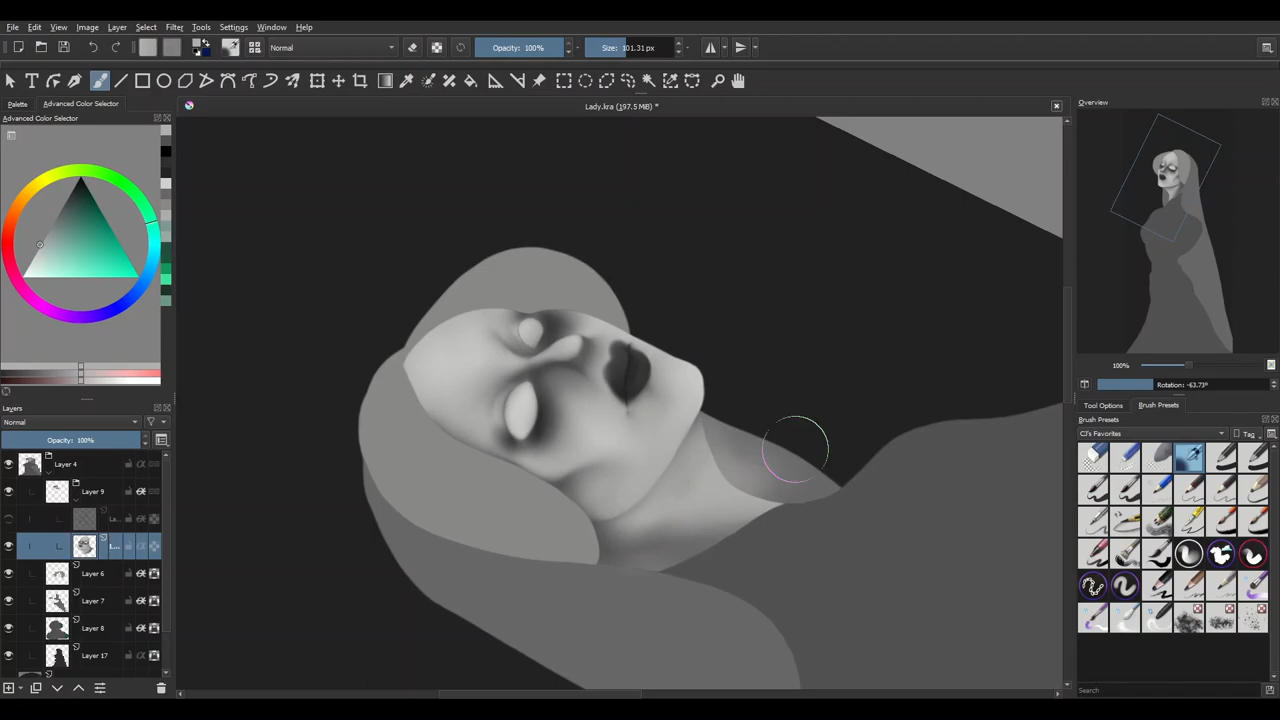 File Edit View Image Layer Select Filter Tools Settings Window Help
Normal Opacity: 100% Size: 101.31 px
Palette Advanced Color Selector Lady.kra (197.5 MiB) * Overview
Advanced Color Selector
100% Rotation: -63.73°
Tool Options Brush Presets
Layers Brush Presets
Normal CJ's Favorites Tag
Opacity: 100%
Layer 4
Layer 9
La...
L...
Layer 6
Layer 7
Layer 8
Layer 17
Search